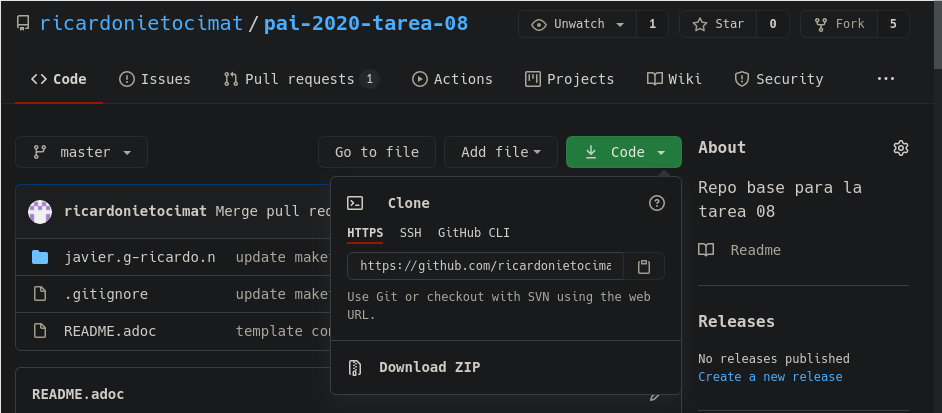 ricardonietocimat/pai-2020-tarea-08
Unwatch 1 Star 0 Fork 5
Code Issues Pull requests 1 Actions Projects Wiki Security ...
master Go to file Add file Code
ricardonietocimat Merge pull req
javier.g-ricardo.n update make
.gitignore update make
README.adoc template con
README.adoc
Clone
HTTPS SSH GitHub CLI
https://github.com/ricardonietocima
Use Git or checkout with SVN using the web
URL.
Download ZIP
About
Repo base para la
tarea 08
Readme
Releases
No releases published
Create a new release